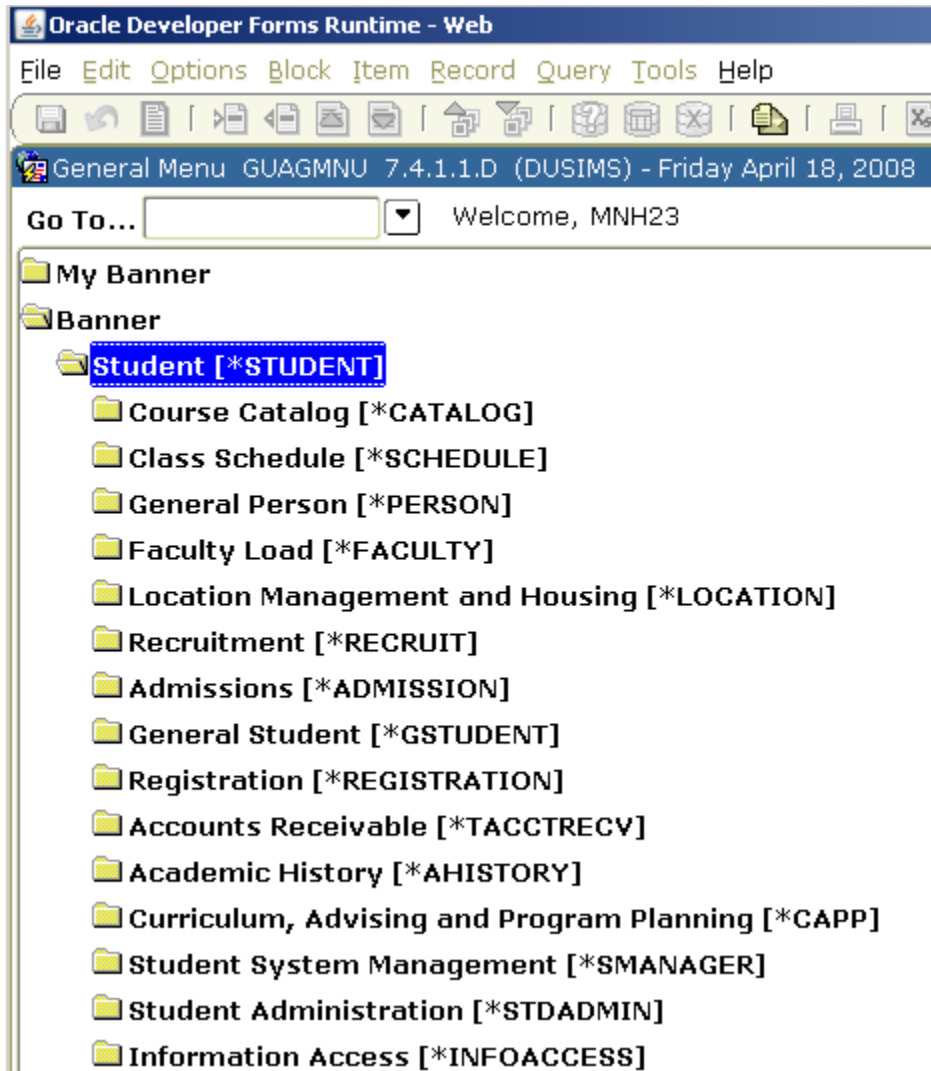 Oracle Developer Forms Runtime - Web
File Edit Options Block Item Record Query Tools Help
General Menu GUAGMNU 7.4.1.1.D (DUSIMS) - Friday April 18, 2008
Go To... Welcome, MNH23
My Banner
Banner
Student [*STUDENT]
Course Catalog [*CATALOG]
Class Schedule [*SCHEDULE]
General Person [*PERSON]
Faculty Load [*FACULTY]
Location Management and Housing [*LOCATION]
Recruitment [*RECRUIT]
Admissions [*ADMISSION]
General Student [*GSTUDENT]
Registration [*REGISTRATION]
Accounts Receivable [*TACCTRECV]
Academic History [*AHISTORY]
Curriculum, Advising and Program Planning [*CAPP]
Student System Management [*SMANAGER]
Student Administration [*STDADMIN]
Information Access [*INFOACCESS]